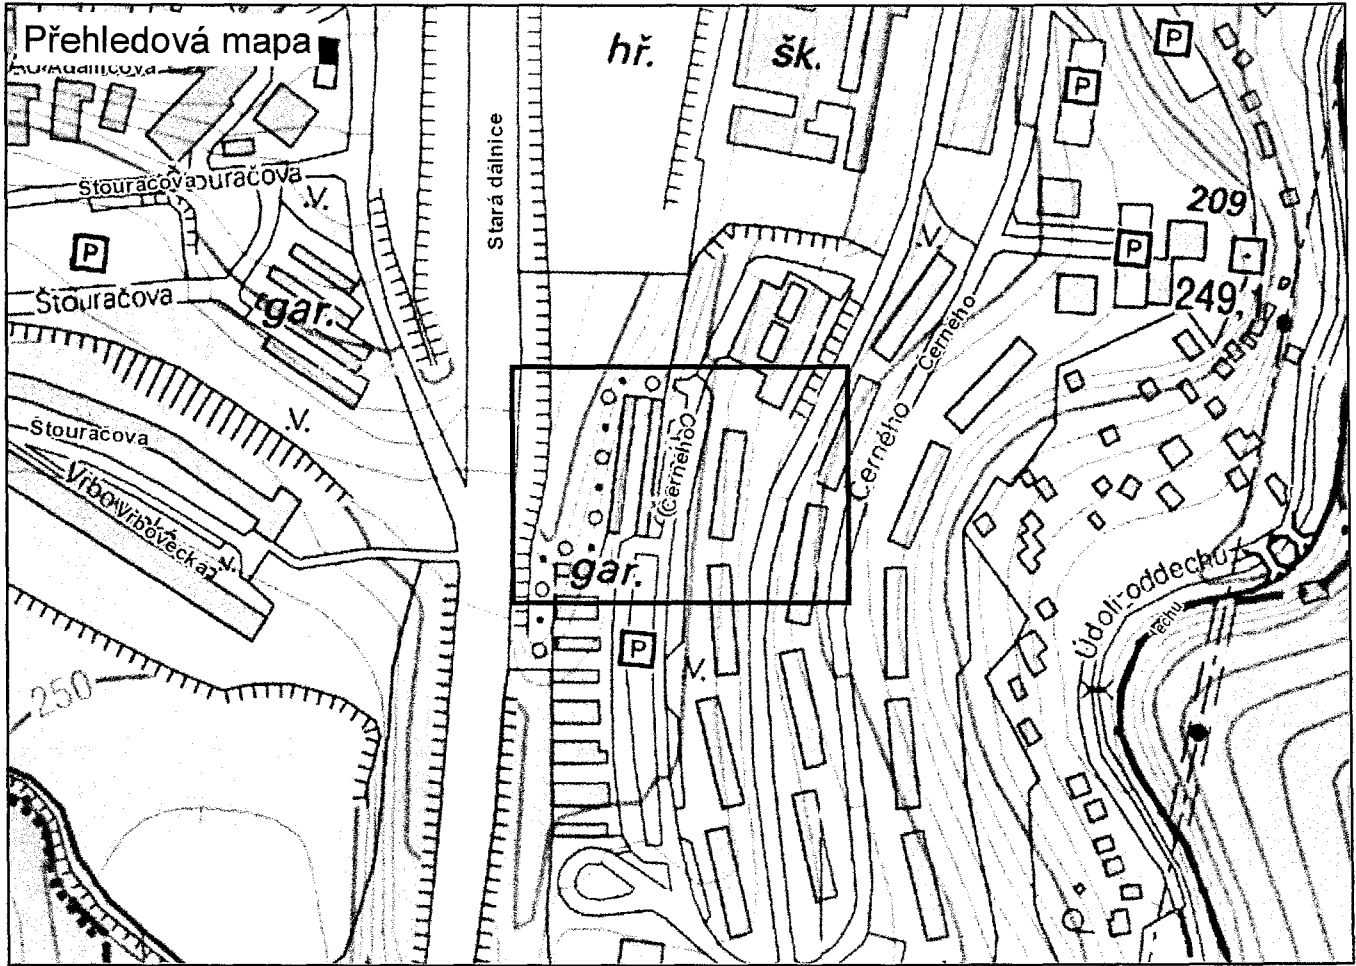 Přehledová mapa
hř.
šk.
P
P
Stará dálnice
Štouračova
.V.
209
P
.V.
P
249, 1
Štouračova
gar.
Černého
.V.
Štouračova
Černého
Černého
Vrbovecká
.V.
gar.
Údolí oddechu
P
.V.
250